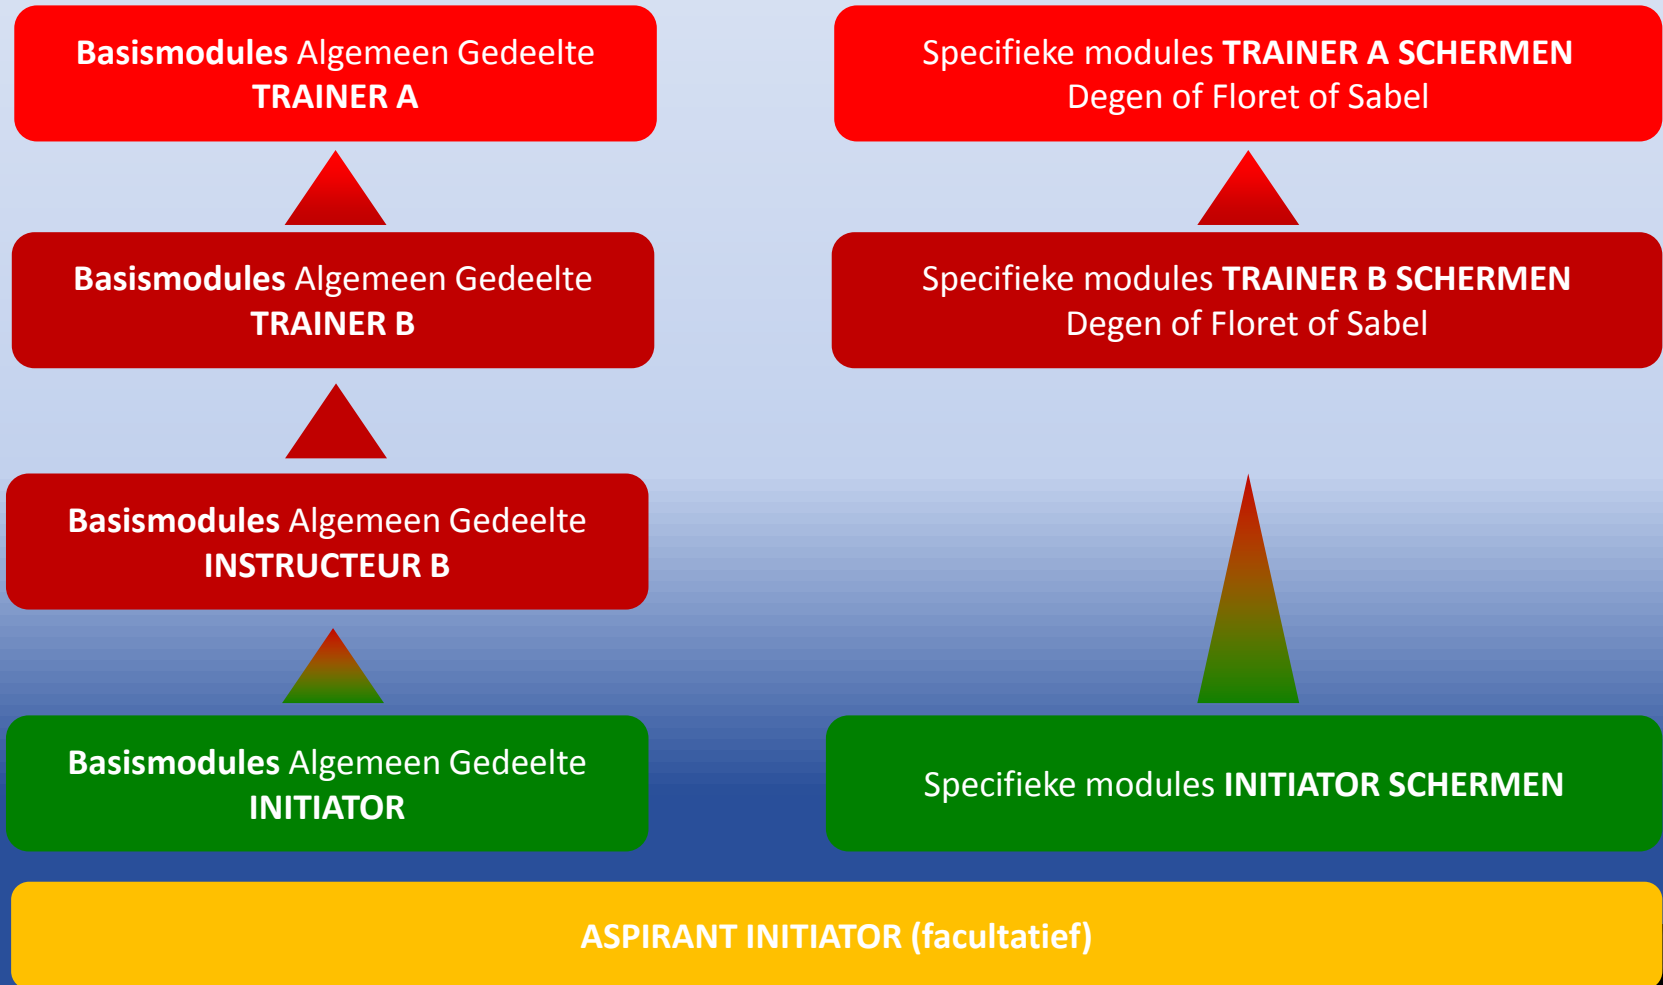 Basismodules Algemeen Gedeelte
TRAINER A
Specifieke modules TRAINER A SCHERMEN
Degen of Floret of Sabel
Basismodules Algemeen Gedeelte
TRAINER B
Specifieke modules TRAINER B SCHERMEN
Degen of Floret of Sabel
Basismodules Algemeen Gedeelte
INSTRUCTEUR B
Basismodules Algemeen Gedeelte
INITIATOR
Specifieke modules INITIATOR SCHERMEN
ASPIRANT INITIATOR (facultatief)